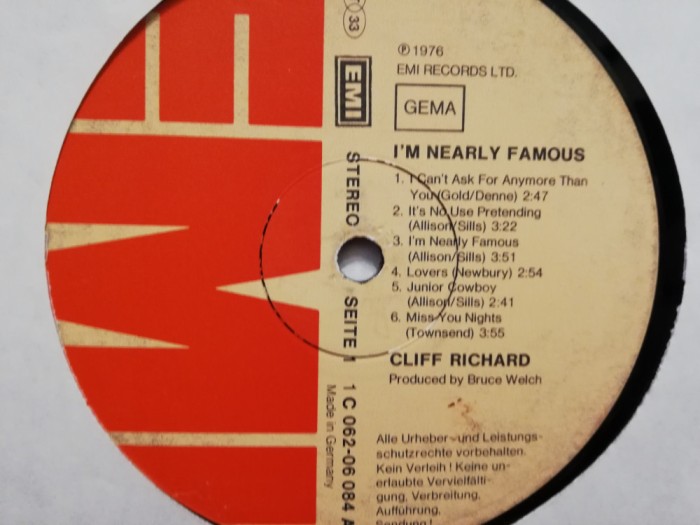 33
℗ 1976
EMI RECORDS LTD.
EMI
GEMA
I'M NEARLY FAMOUS
1. I Can't Ask For Anymore Than
You (Gold/Denne) 2:47
2. It's No Use Pretending
(Allison/Sills) 3:22
3. I'm Nearly Famous
(Allison/Sills) 3:51
4. Lovers (Newbury) 2:54
5. Junior Cowboy
(Allison/Sills) 2:41
6. Miss You Nights
(Townsend) 3:55
CLIFF RICHARD
Produced by Bruce Welch
STEREO
SEITE 1
1 C 062-06 084 A
Made in Germany
Alle Urheber- und Leistungs-
schutzrechte vorbehalten.
Kein Verleih! Keine un-
erlaubte Vervielfälti-
gung, Verbreitung,
Aufführung,
Sendung!
EMI